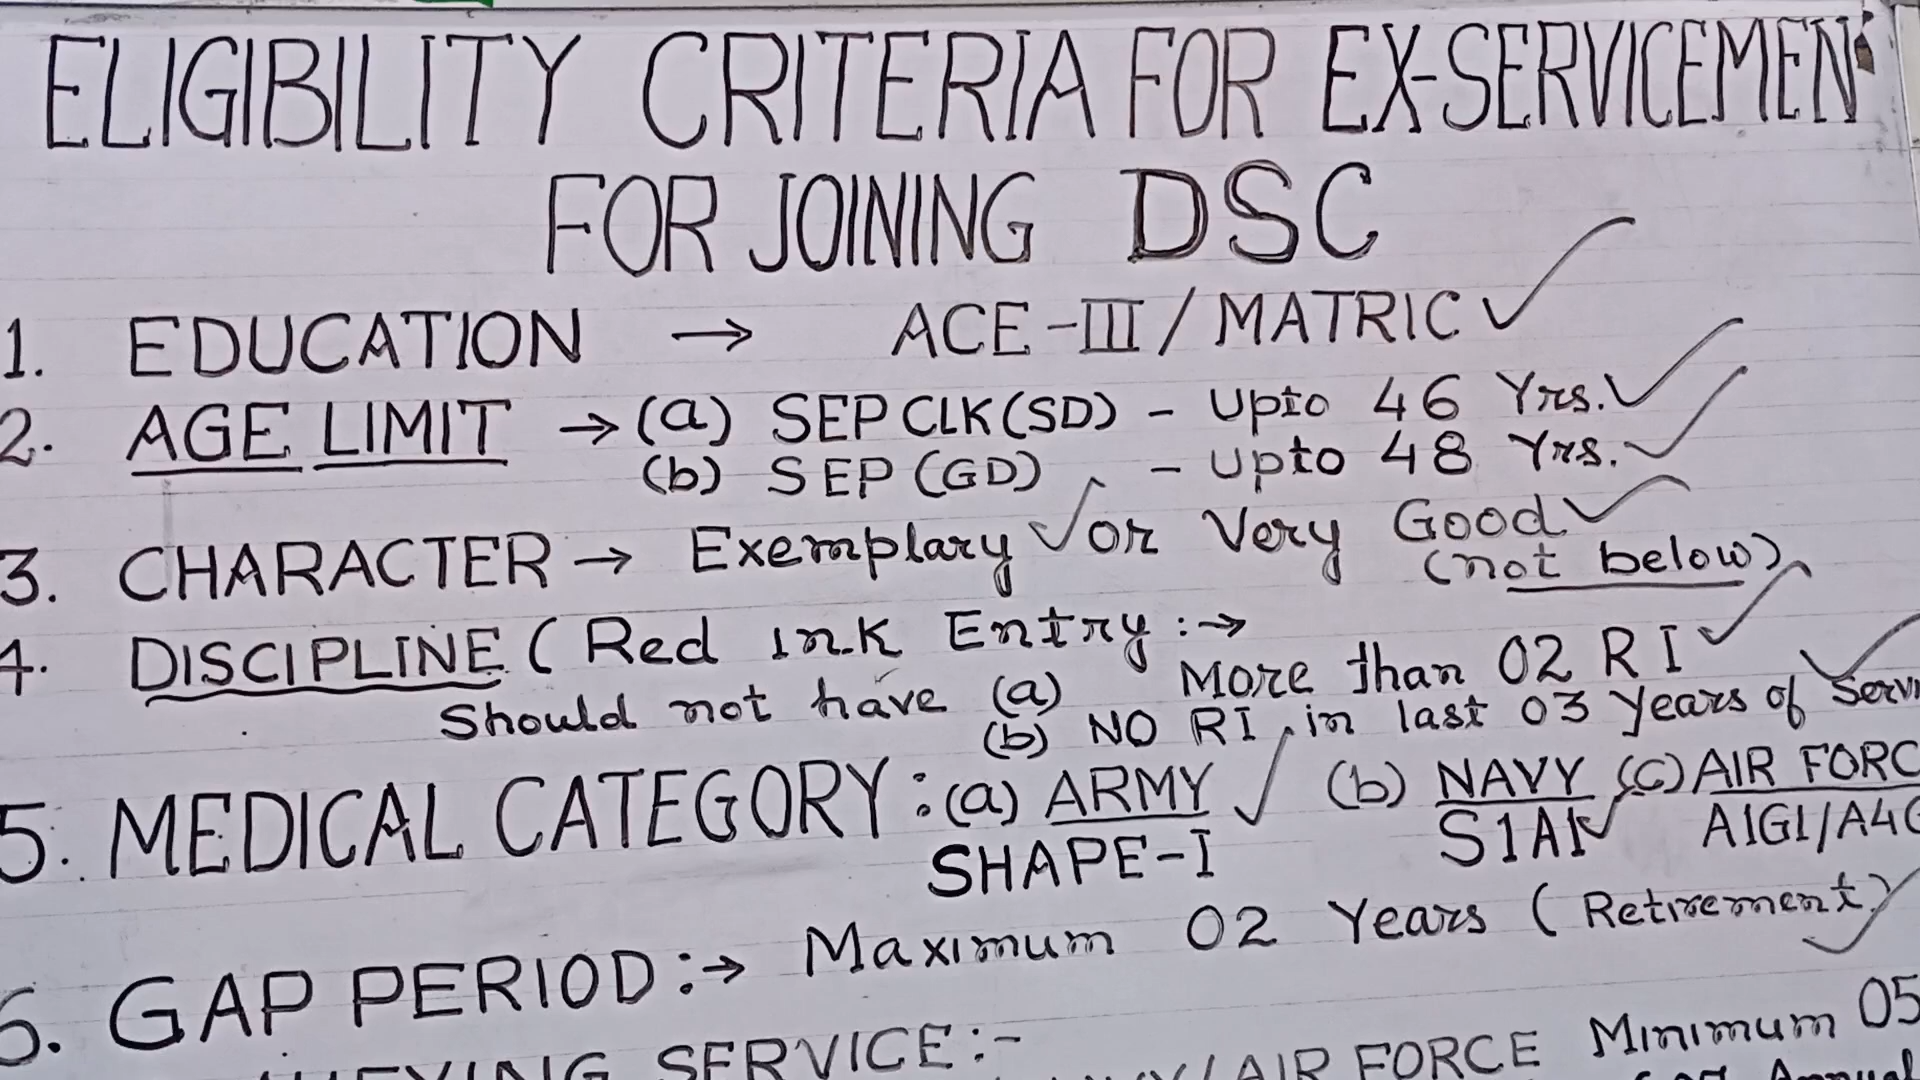 ELIGIBILITY CRITERIA FOR EX-SERVICEMEN
FOR JOINING DSC
1. EDUCATION → ACE-III / MATRIC ✓
2. AGE LIMIT → (a) SEP CLK (SD) - Upto 46 Yrs. ✓
(b) SEP (GD) - Upto 48 Yrs. ✓
3. CHARACTER → Exemplary ✓ or Very Good ✓
(not below)
4. DISCIPLINE ( Red Ink Entry :→
Should not have (a) More than 02 RI ✓
(b) NO RI in last 03 Years of
5. MEDICAL CATEGORY : (a) ARMY ✓ (b) NAVY (c) AIR
SHAPE-I S1A1 ✓ A1G1/
6. GAP PERIOD :→ Maximum 02 Years ( Retirement) ✓
SERVICE :- / AIR FORCE Minimum 05